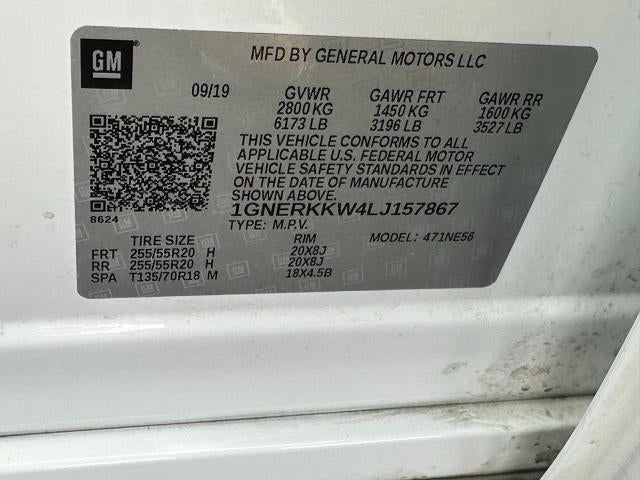 GM
MFD BY GENERAL MOTORS LLC
09/19 GVWR GAWR FRT GAWR RR
2800 KG 1450 KG 1600 KG
6173 LB 3196 LB 3527 LB
THIS VEHICLE CONFORMS TO ALL
APPLICABLE U.S. FEDERAL MOTOR
VEHICLE SAFETY STANDARDS IN EFFECT
ON THE DATE OF MANUFACTURE
SHOWN ABOVE.
8624
1GNERKKW4LJ157867
TYPE: M.P.V. MODEL: 471NE56
TIRE SIZE RIM
FRT 255/55R20 H 20X8J
RR 255/55R20 H 20X8J
SPA T135/70R18 M 18X4.5B